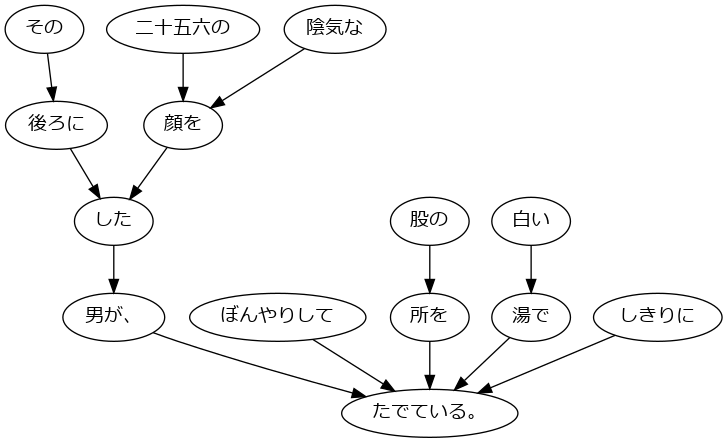 その
二十五六の
陰気な
後ろに
顔を
した
股の
白い
男が、
ぼんやりして
所を
湯で
しきりに
たでている。